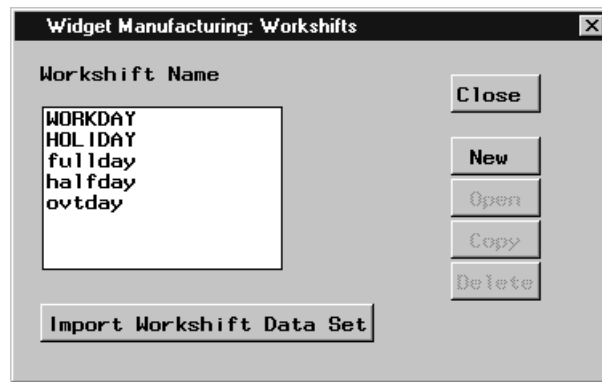 Widget Manufacturing: Workshifts
Workshift Name
WORKDAY
HOLIDAY
fullday
halfday
ovtday
Close
New
Open
Copy
Delete
Import Workshift Data Set